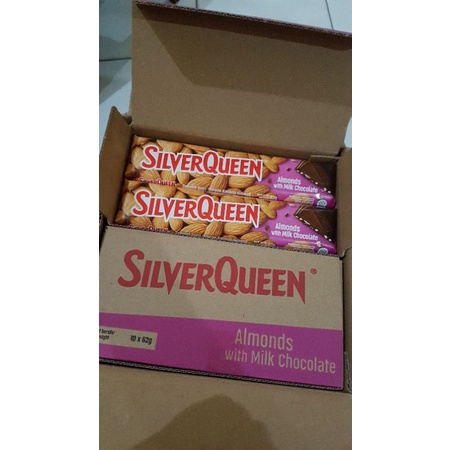 SILVERQUEEN
Almonds
with Milk Chocolate
SILVERQUEEN
Almonds
with Milk Chocolate
SILVERQUEEN®
10 x 62g
Almonds
with Milk Chocolate